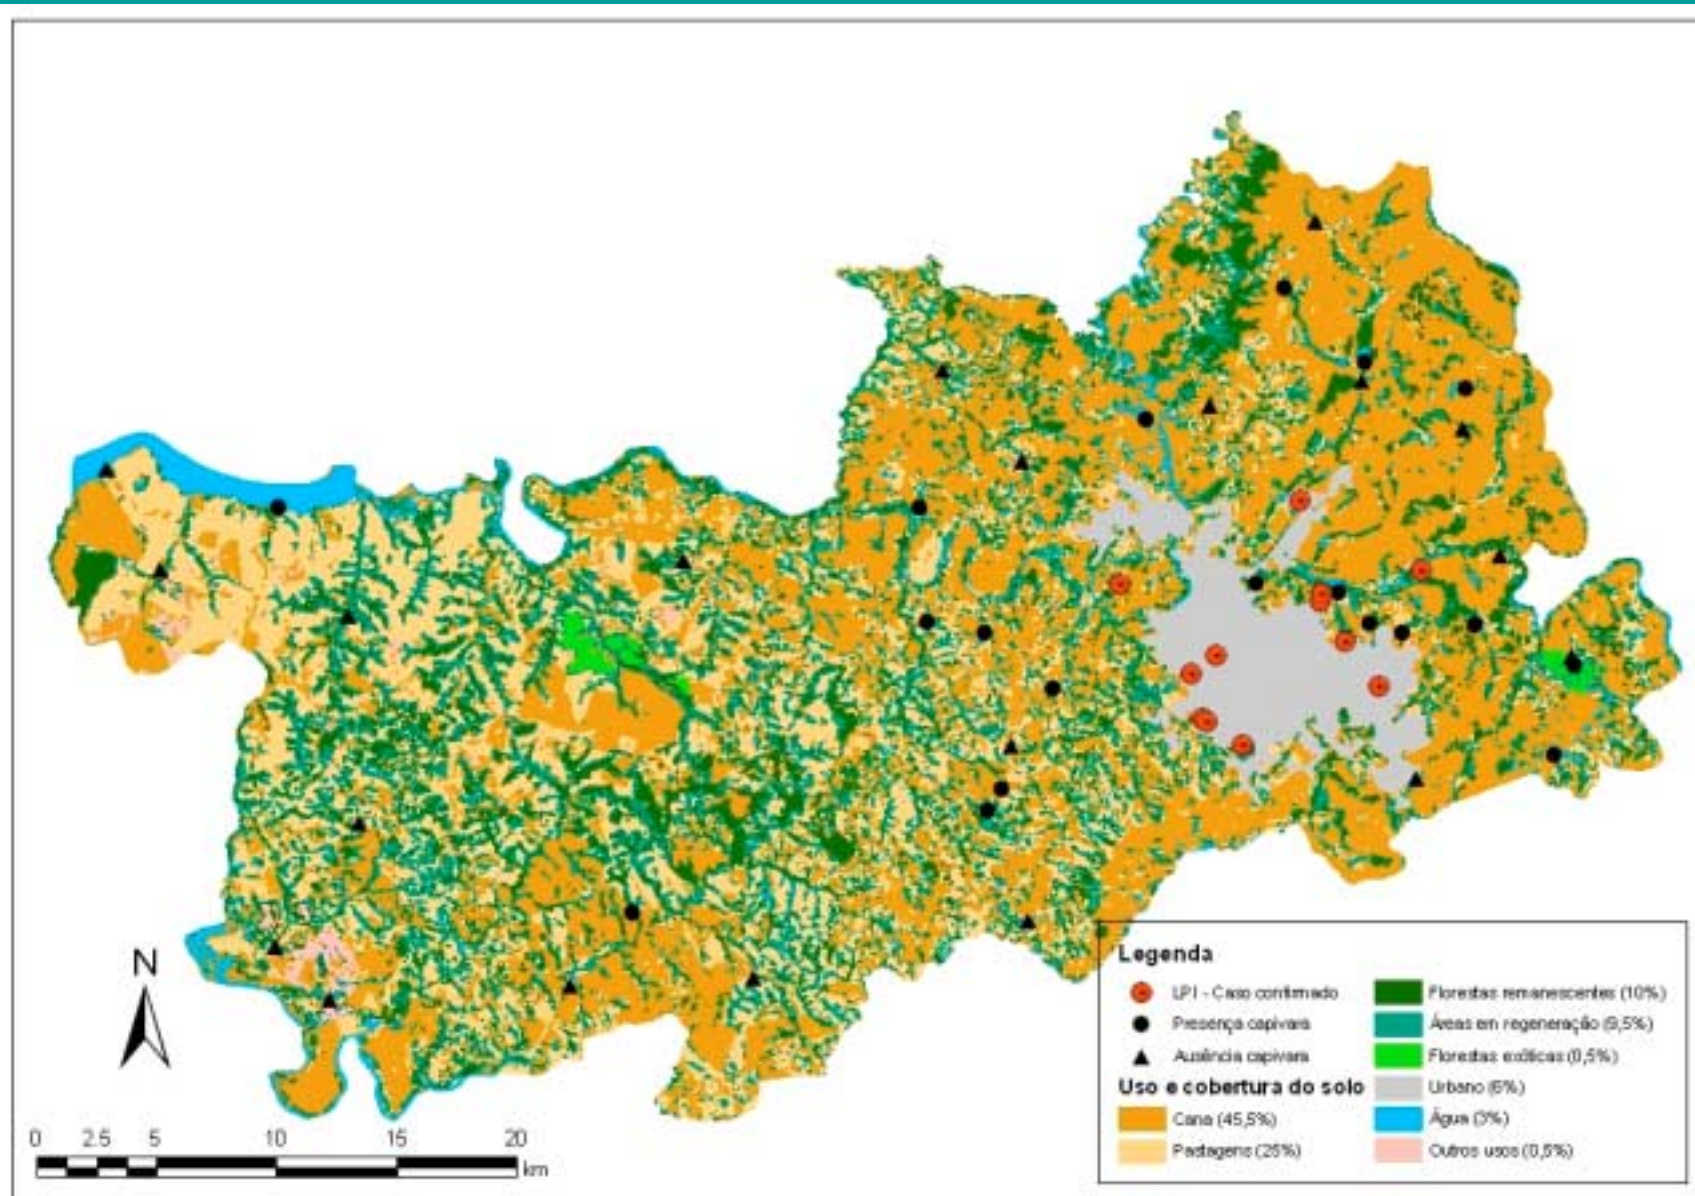 N
0 2.5 5 10 15 20
km
Legenda
LPI - Caso confirmado
Presença capivara
Ausência capivara
Uso e cobertura do solo
Cana (45,5%)
Pastagens (25%)
Florestas remanescentes (10%)
Áreas em regeneração (9,5%)
Florestas exóticas (0,5%)
Urbano (6%)
Água (3%)
Outros usos (0,5%)